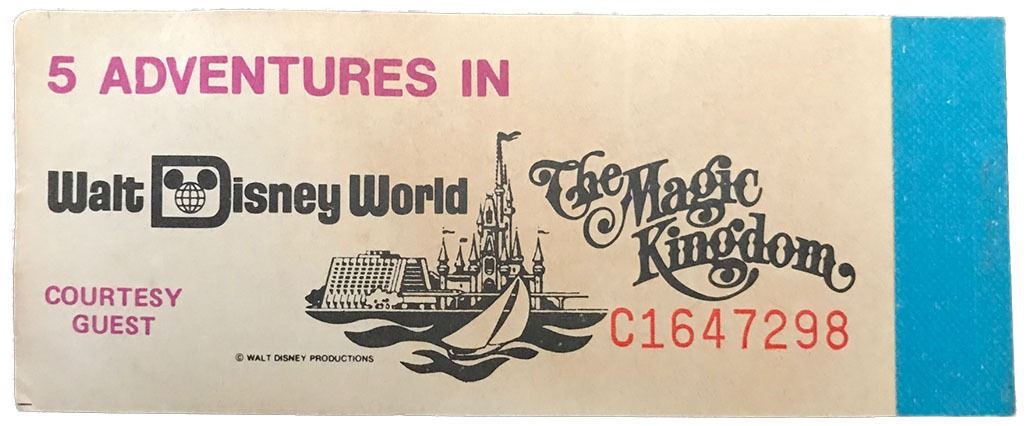 5 ADVENTURES IN
Walt Disney World
The Magic
Kingdom
COURTESY
GUEST
C1647298
© WALT DISNEY PRODUCTIONS